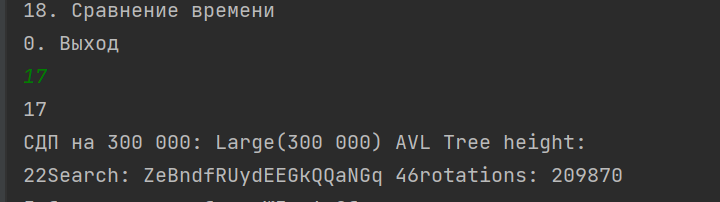 18. Сравнение времени
0. Выход
17
17
СДП на 300 000: Large(300 000) AVL Tree height:
22Search: ZeBndfRUydEEGkQQaNGq 46rotations: 209870